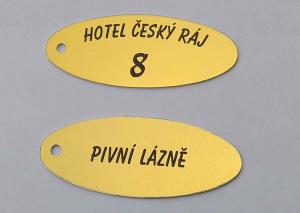 HOTEL ČESKÝ RÁJ
8
PIVNÍ LÁZNĚ